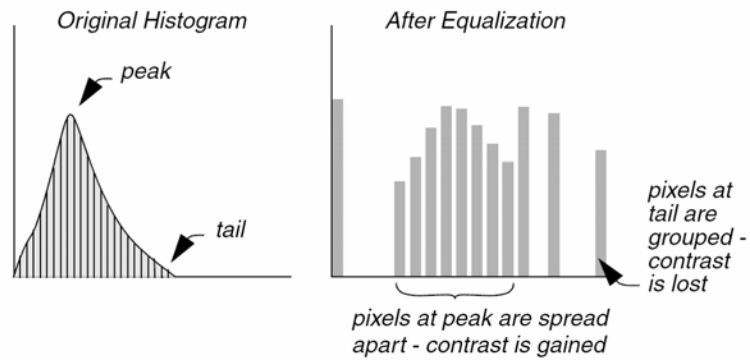 Original Histogram
peak
tail
After Equalization
pixels at
tail are
grouped -
contrast
is lost
pixels at peak are spread
apart - contrast is gained